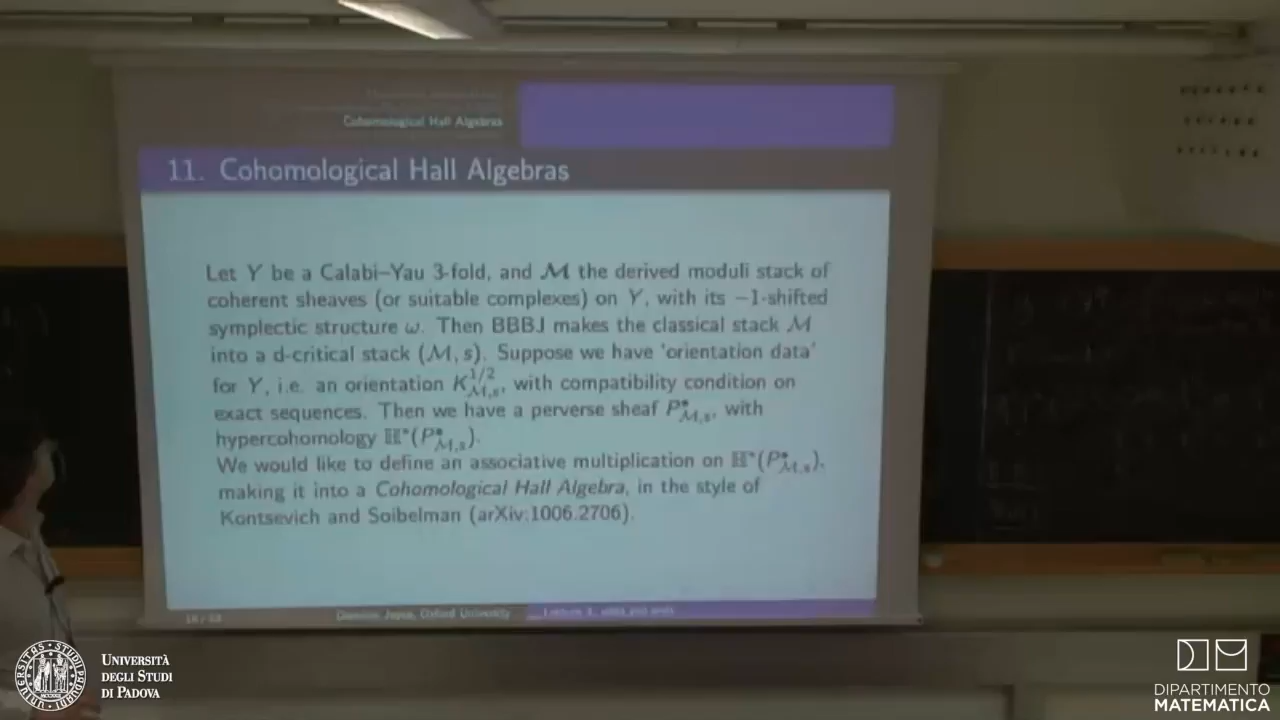 Cohomological Hall Algebras
11. Cohomological Hall Algebras
Let Y be a Calabi–Yau 3-fold, and 𝓜 the derived moduli stack of
coherent sheaves (or suitable complexes) on Y, with its −1-shifted
symplectic structure ω. Then BBBJ makes the classical stack 𝓜
into a d-critical stack (𝓜, s). Suppose we have 'orientation data'
for Y, i.e. an orientation K^{1/2}_{𝓜,s}, with compatibility condition on
exact sequences. Then we have a perverse sheaf P^•_{𝓜,s}, with
hypercohomology ℍ*(P^•_{𝓜,s}).
We would like to define an associative multiplication on ℍ*(P^•_{𝓜,s}),
making it into a Cohomological Hall Algebra, in the style of
Kontsevich and Soibelman (arXiv:1006.2706).
Dominic Joyce, Oxford University
UNIVERSITÀ
DEGLI STUDI
DI PADOVA
DIPARTIMENTO
MATEMATICA